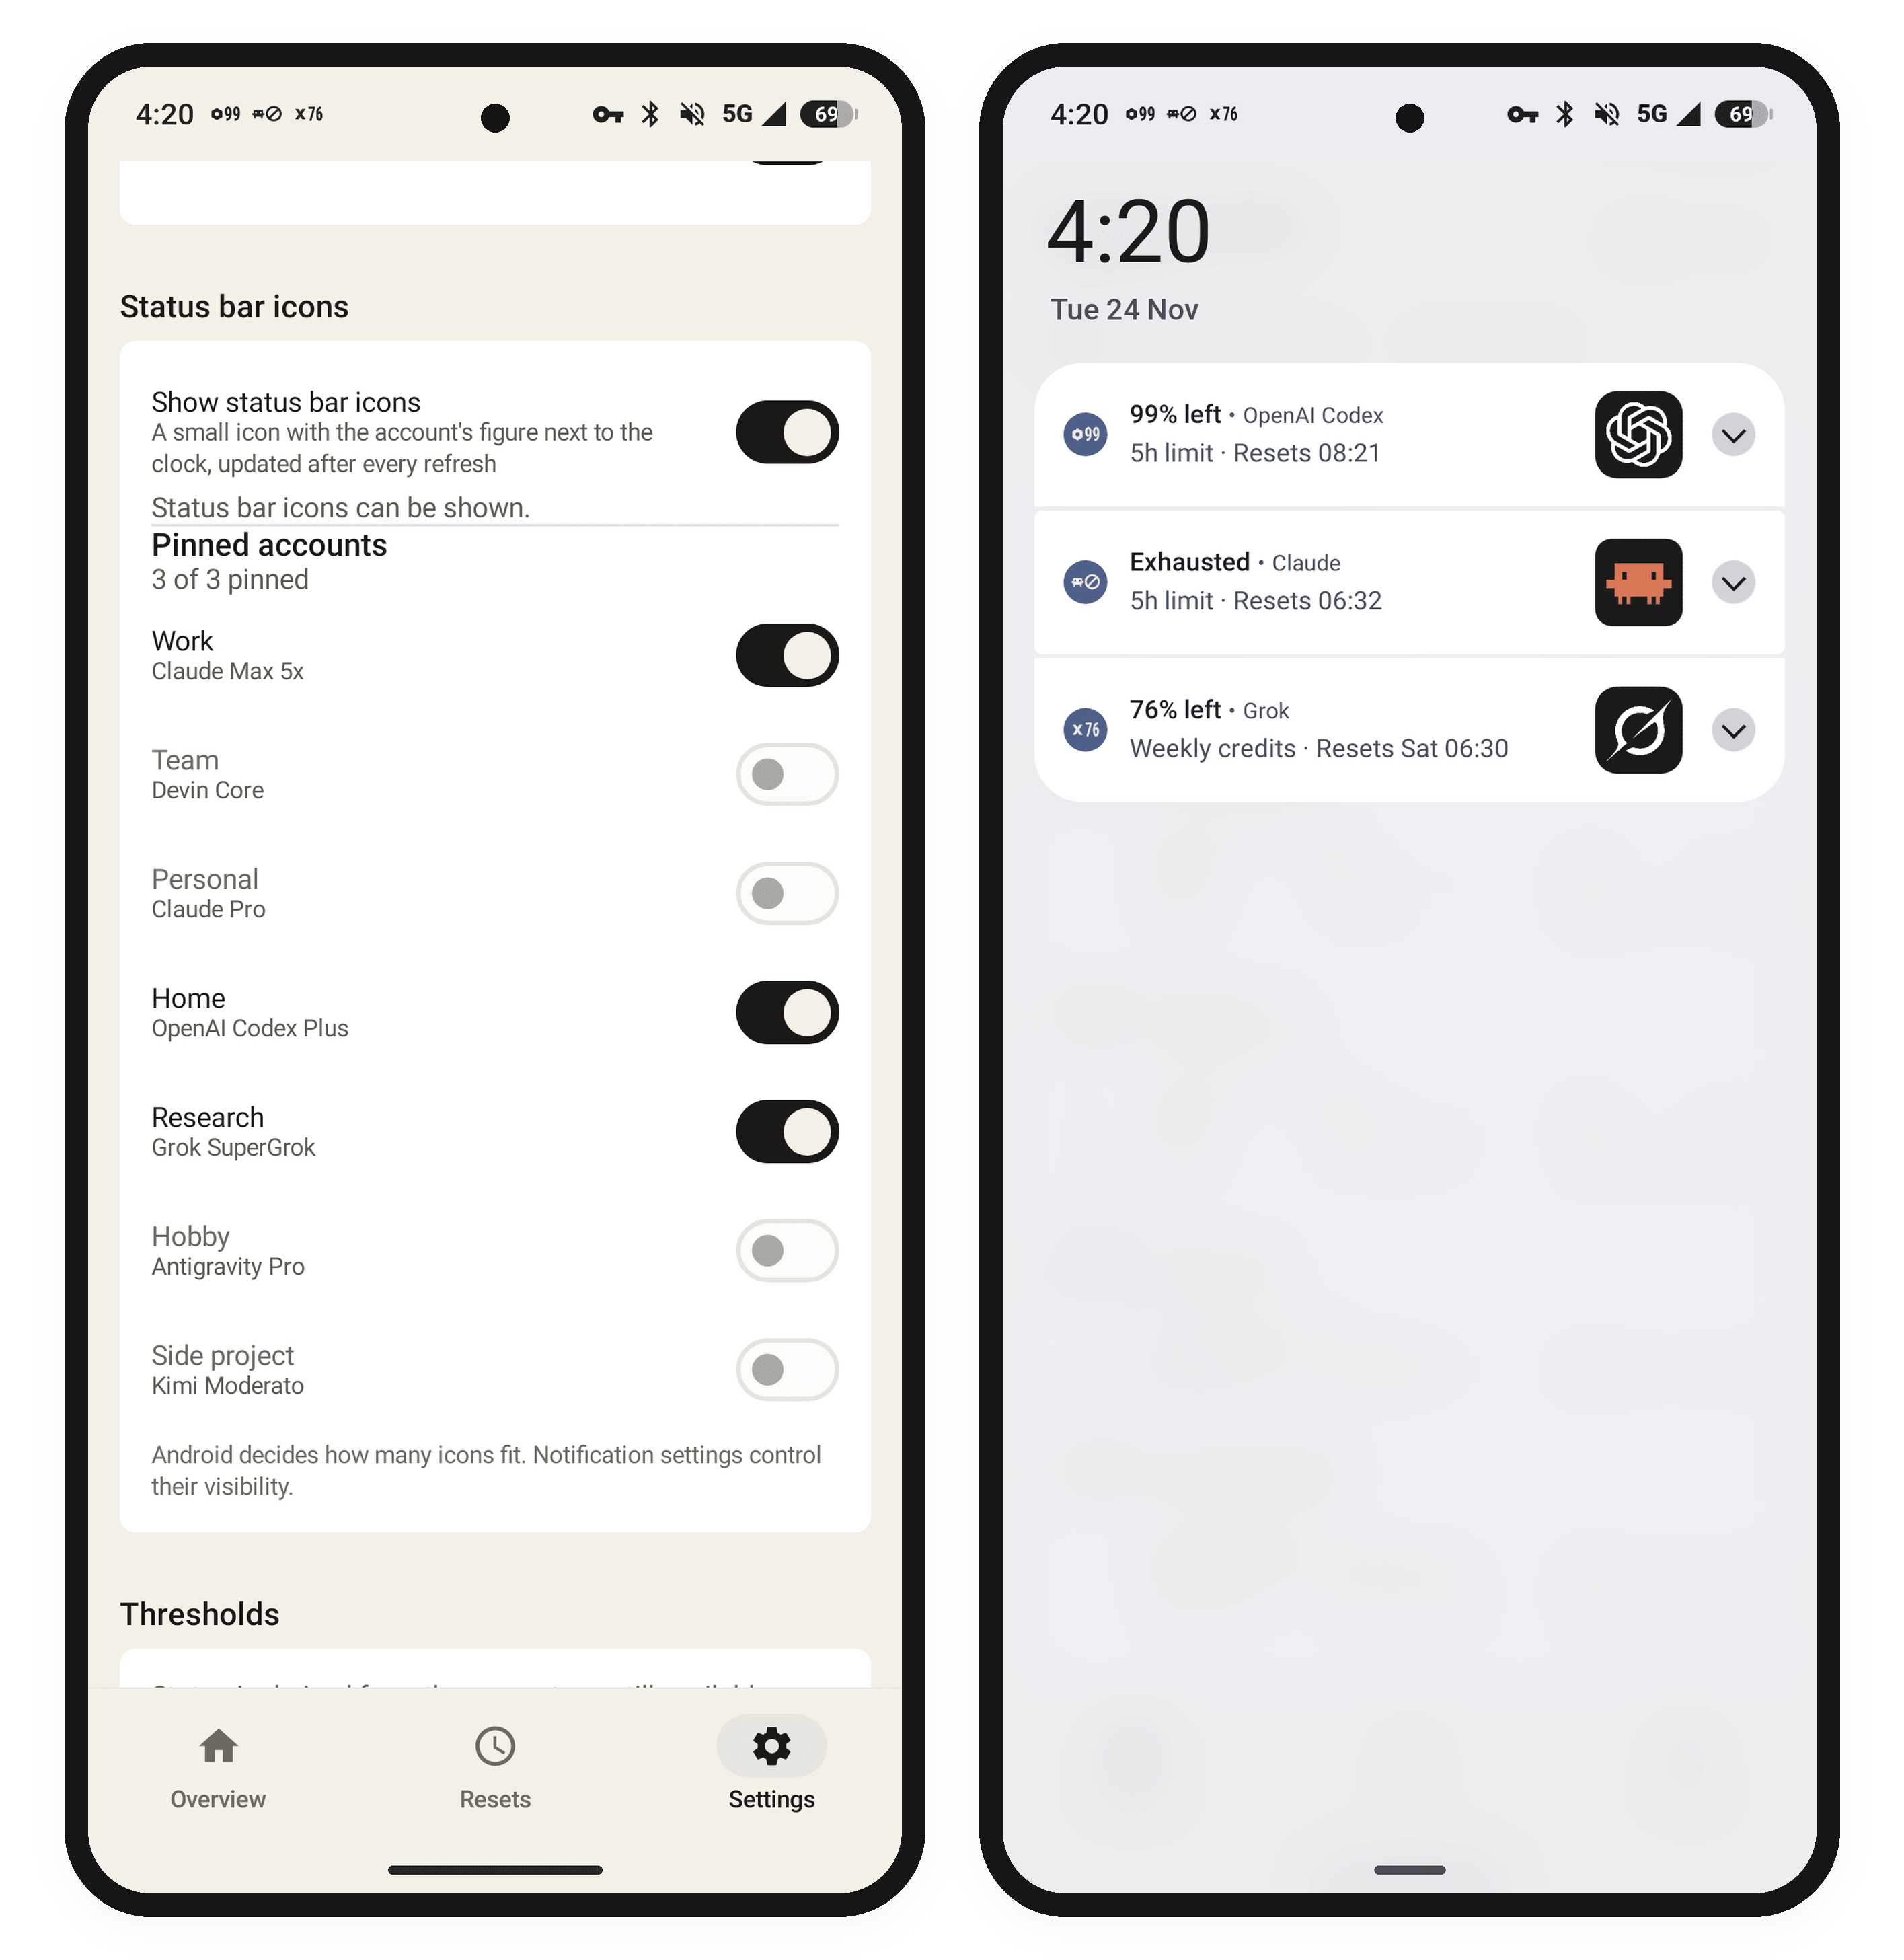 4:20 99 x 76 5G 69
Status bar icons
Show status bar icons
A small icon with the account's figure next to the
clock, updated after every refresh
Status bar icons can be shown.
Pinned accounts
3 of 3 pinned
Work
Claude Max 5x
Team
Devin Core
Personal
Claude Pro
Home
OpenAI Codex Plus
Research
Grok SuperGrok
Hobby
Antigravity Pro
Side project
Kimi Moderato
Android decides how many icons fit. Notification settings control
their visibility.
Thresholds
Overview Resets Settings
4:20 99 x 76 5G 69
4:20
Tue 24 Nov
99 99% left • OpenAI Codex
5h limit · Resets 08:21
Exhausted • Claude
5h limit · Resets 06:32
x 76 76% left • Grok
Weekly credits · Resets Sat 06:30